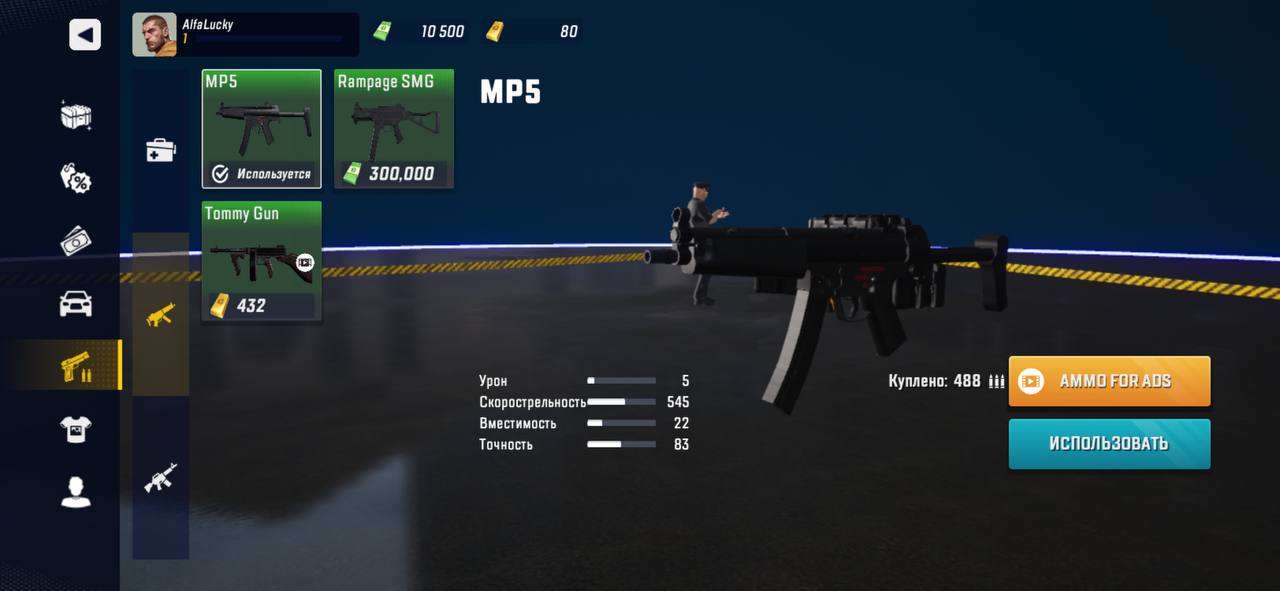 AlfaLucky
1
10 500
80
MP5
Используется
Rampage SMG
300,000
Tommy Gun
432
MP5
Урон 5
Скорострельность 545
Вместимость 22
Точность 83
Куплено: 488
AMMO FOR ADS
ИСПОЛЬЗОВАТЬ